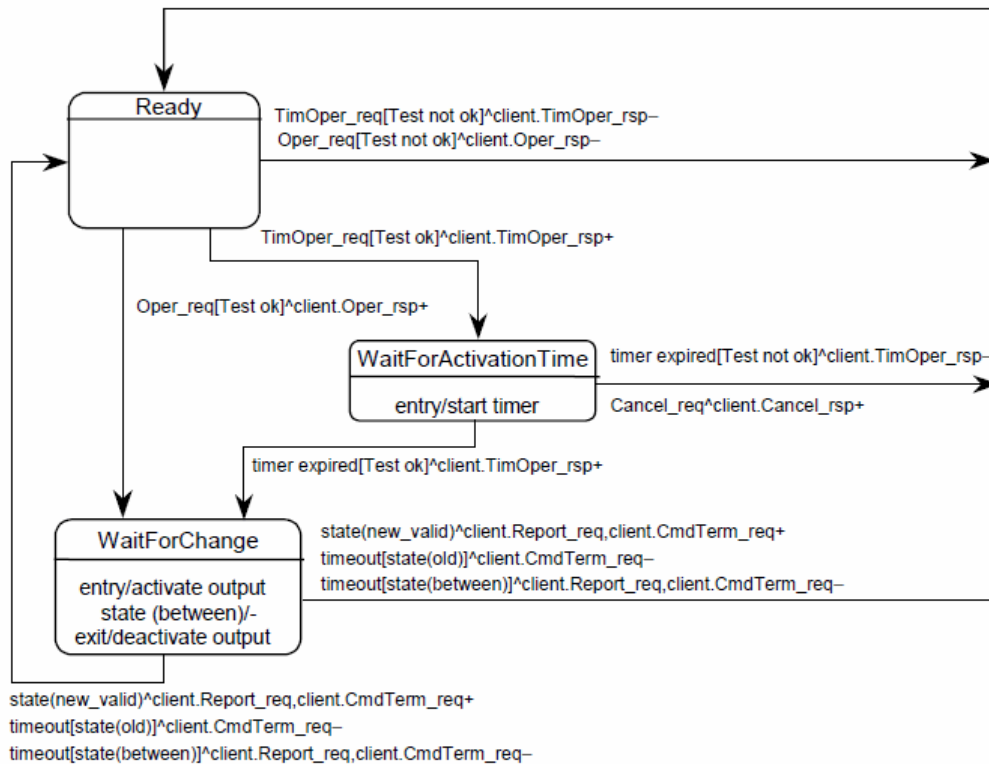 Ready
TimOper_req[Test not ok]^client.TimOper_rsp–
Oper_req[Test not ok]^client.Oper_rsp–
TimOper_req[Test ok]^client.TimOper_rsp+
Oper_req[Test ok]^client.Oper_rsp+
WaitForActivationTime
entry/start timer
timer expired[Test not ok]^client.TimOper_rsp–
Cancel_req^client.Cancel_rsp+
timer expired[Test ok]^client.TimOper_rsp+
WaitForChange
entry/activate output
state (between)/-
exit/deactivate output
state(new_valid)^client.Report_req,client.CmdTerm_req+
timeout[state(old)]^client.CmdTerm_req–
timeout[state(between)]^client.Report_req,client.CmdTerm_req–
state(new_valid)^client.Report_req,client.CmdTerm_req+
timeout[state(old)]^client.CmdTerm_req–
timeout[state(between)]^client.Report_req,client.CmdTerm_req–